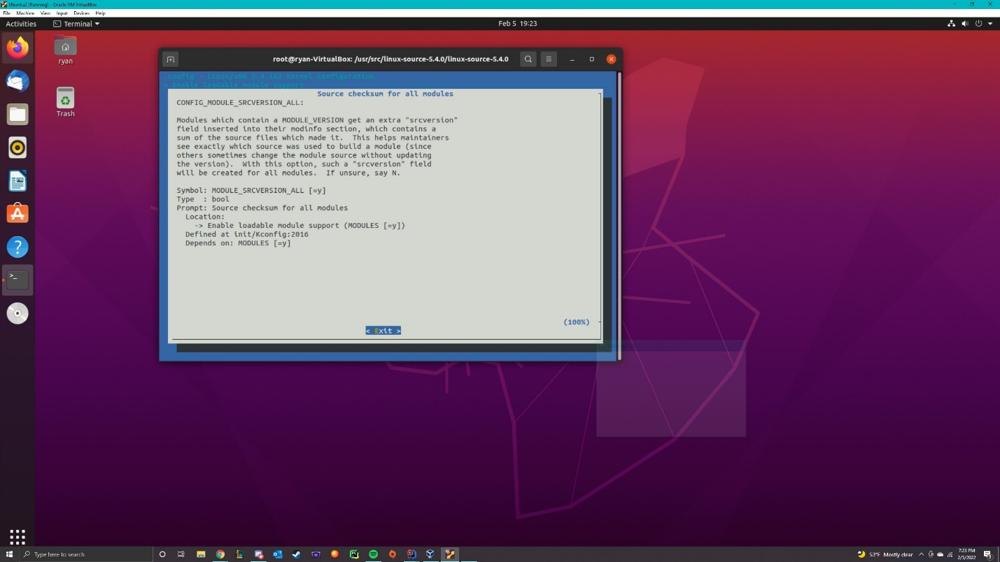 Ubuntu2 [Running] - Oracle VM VirtualBox
File Machine View Input Devices Help
Activities Terminal Feb 5 19:23
ryan
Trash
root@ryan-VirtualBox: /usr/src/linux-source-5.4.0/linux-source-5.4.0
.config - Linux/x86 5.4.162 Kernel Configuration
> Enable loadable module support
Source checksum for all modules
CONFIG_MODULE_SRCVERSION_ALL:
Modules which contain a MODULE_VERSION get an extra "srcversion"
field inserted into their modinfo section, which contains a
sum of the source files which made it. This helps maintainers
see exactly which source was used to build a module (since
others sometimes change the module source without updating
the version). With this option, such a "srcversion" field
will be created for all modules. If unsure, say N.
Symbol: MODULE_SRCVERSION_ALL [=y]
Type : bool
Prompt: Source checksum for all modules
Location:
-> Enable loadable module support (MODULES [=y])
Defined at init/Kconfig:2016
Depends on: MODULES [=y]
(100%)
< Exit >
Type here to search
53°F Mostly clear
7:23 PM
2/5/2022